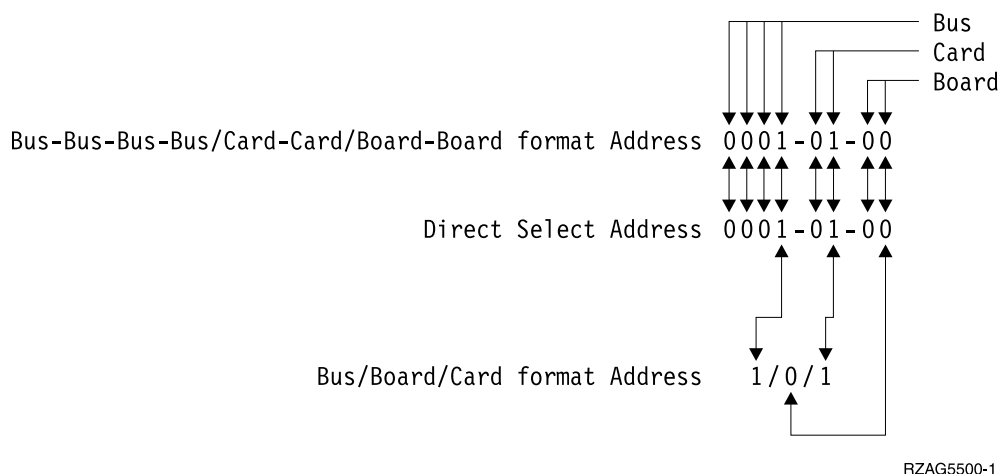 Bus
Card
Board
Bus-Bus-Bus-Bus/Card-Card/Board-Board format Address 0001-01-00
Direct Select Address 0001-01-00
Bus/Board/Card format Address 1/0/1
RZAG5500-1